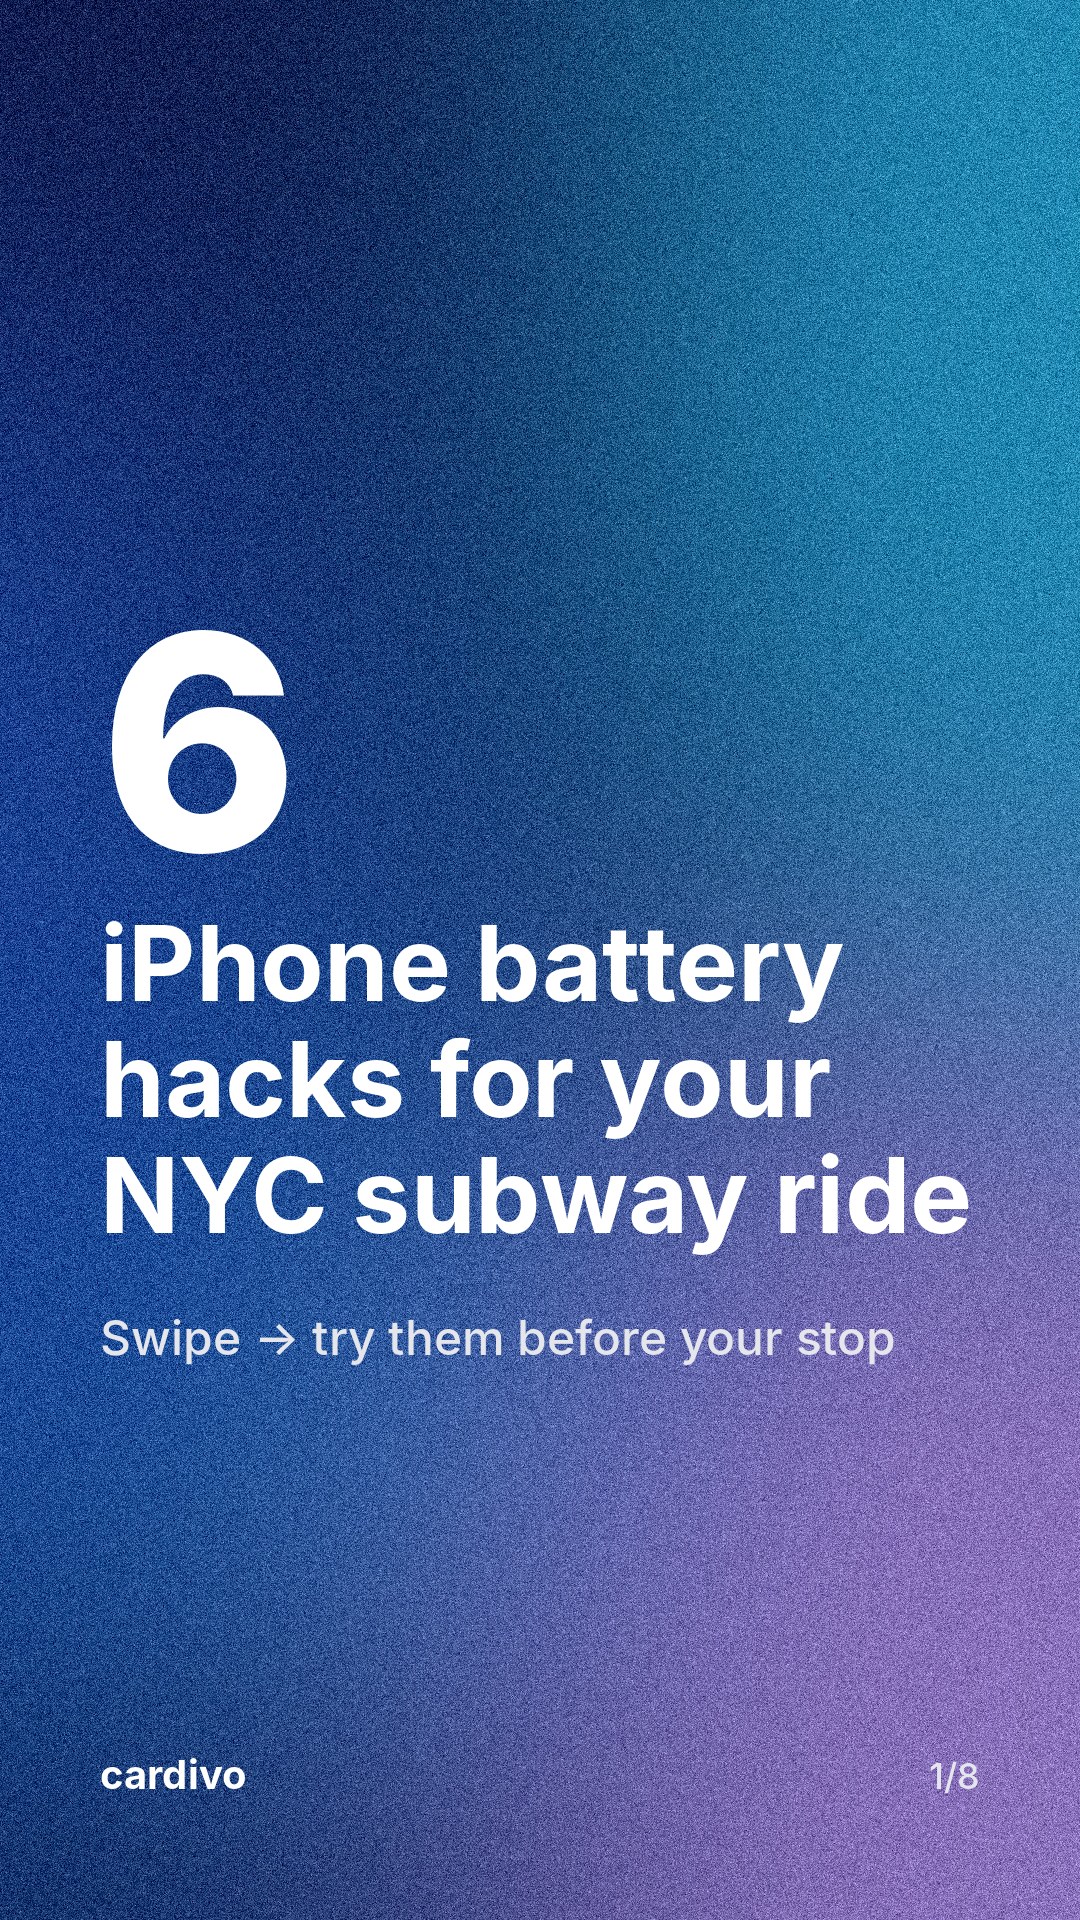 6
iPhone battery
hacks for your
NYC subway ride
Swipe → try them before your stop
cardivo
1/8